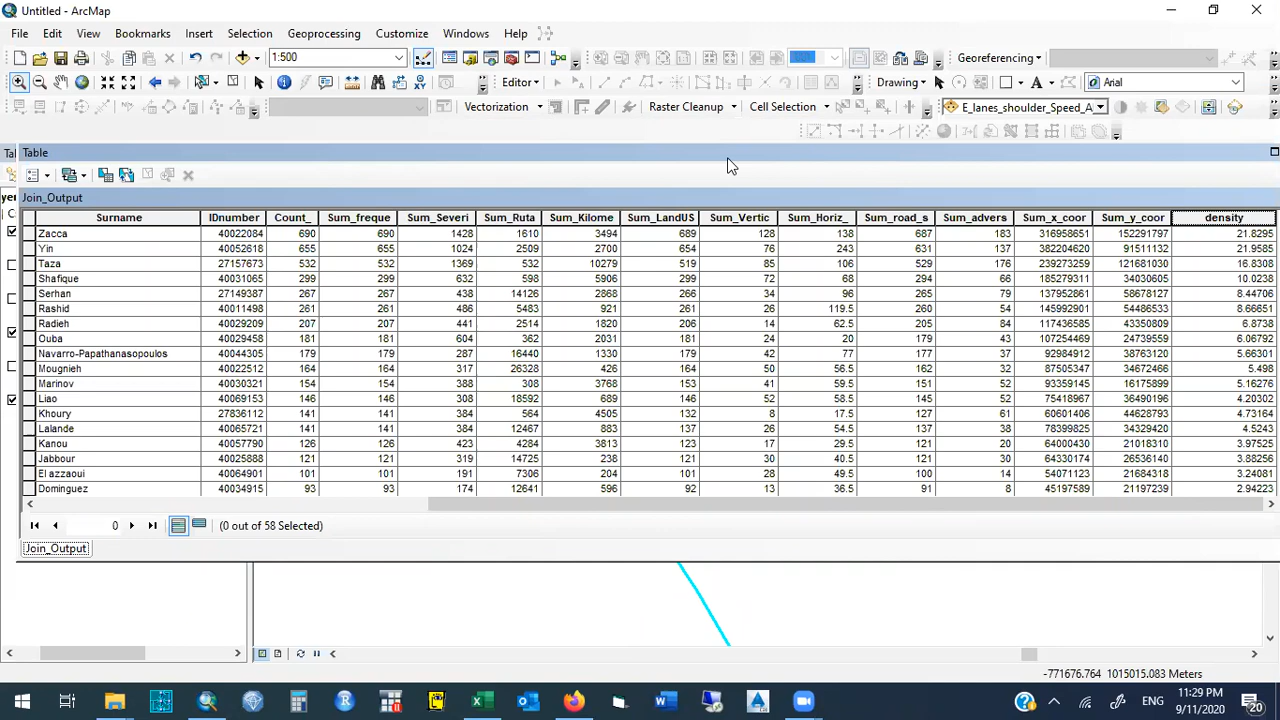 Untitled - ArcMap
File Edit View Bookmarks Insert Selection Geoprocessing Customize Windows Help
1:500 Georeferencing
Editor Drawing Arial
Vectorization Raster Cleanup Cell Selection E_lanes_shoulder_Speed_A
Table
Join_Output
Surname IDnumber Count_ Sum_freque Sum_Severi Sum_Ruta Sum_Kilome Sum_LandUS Sum_Vertic Sum_Horiz_ Sum_road_s Sum_advers Sum_x_coor Sum_y_coor density
Zacca 40022084 690 690 1428 1610 3494 689 128 138 687 183 316958651 152291797 21.8295
Yin 40052618 655 655 1024 2509 2700 654 76 243 631 137 382204620 91511132 21.9585
Taza 27157673 532 532 1369 532 10279 519 85 106 529 176 239273259 121681030 16.8308
Shafique 40031065 299 299 632 598 5906 299 72 68 294 66 185279311 34030605 10.0238
Serhan 27149387 267 267 438 14126 2868 266 34 96 265 79 137952861 58678127 8.44706
Rashid 40011498 261 261 486 5483 921 261 26 119.5 260 54 145992901 54486533 8.66651
Radieh 40029209 207 207 441 2514 1820 206 14 62.5 205 84 117436585 43350809 6.8738
Ouba 40029458 181 181 604 362 2031 181 24 20 179 43 107254469 24739559 6.06792
Navarro-Papathanasopoulos 40044305 179 179 287 16440 1330 179 42 77 177 37 92984912 38763120 5.66301
Mougnieh 40022512 164 164 317 26328 426 164 50 56.5 162 32 87505347 34672466 5.498
Marinov 40030321 154 154 388 308 3768 153 41 59.5 151 52 93359145 16175899 5.16276
Liao 40069153 146 146 308 18592 689 146 52 58.5 145 52 75418967 36490196 4.20302
Khoury 27836112 141 141 384 564 4505 132 8 17.5 127 61 60601406 44628793 4.73164
Lalande 40065721 141 141 384 12467 883 137 26 54.5 137 38 78399825 34329420 4.5243
Kanou 40057790 126 126 423 4284 3813 123 17 29.5 121 20 64000430 21018310 3.97525
Jabbour 40025888 121 121 319 14725 238 121 30 40.5 121 30 64330174 26536140 3.88256
El azzaoui 40064901 101 101 191 7306 204 101 28 49.5 100 14 54071123 21684318 3.24081
Dominguez 40034915 93 93 174 12641 596 92 13 36.5 91 8 45197589 21197239 2.94223
0 (0 out of 58 Selected)
Join_Output
-771676.764 1015015.083 Meters
ENG 11:29 PM
9/11/2020 20